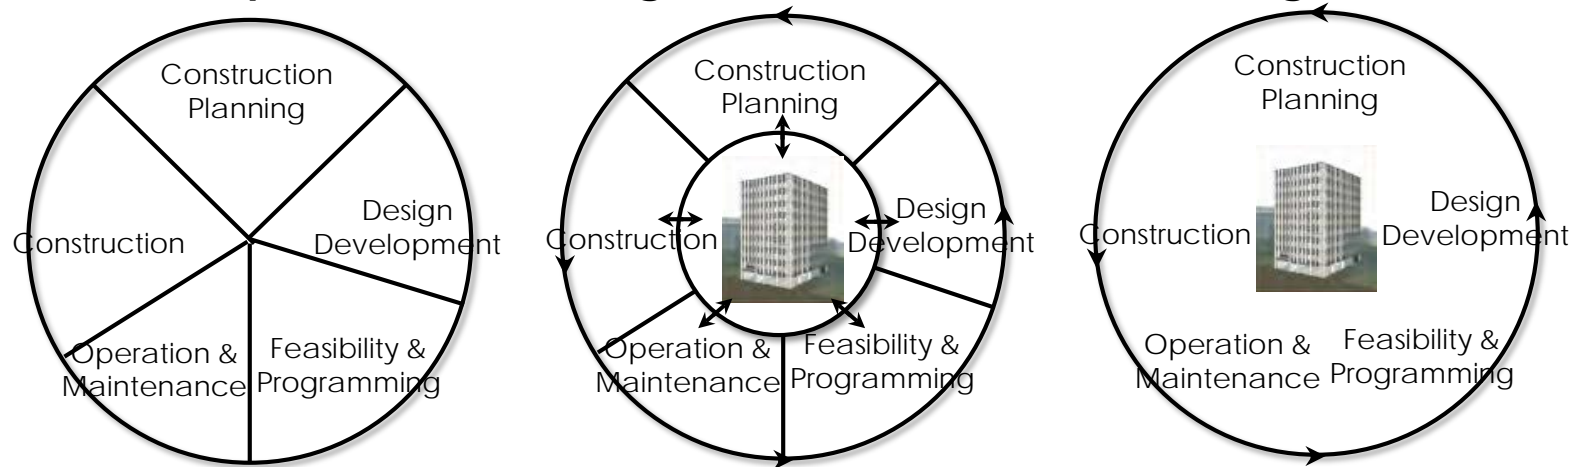 Construction
Planning
Design
Development
Construction
Operation &
Maintenance
Feasibility &
Programming
Construction
Planning
Design
Development
Construction
Operation &
Maintenance
Feasibility &
Programming
Construction
Planning
Design
Development
Construction
Operation &
Maintenance
Feasibility &
Programming